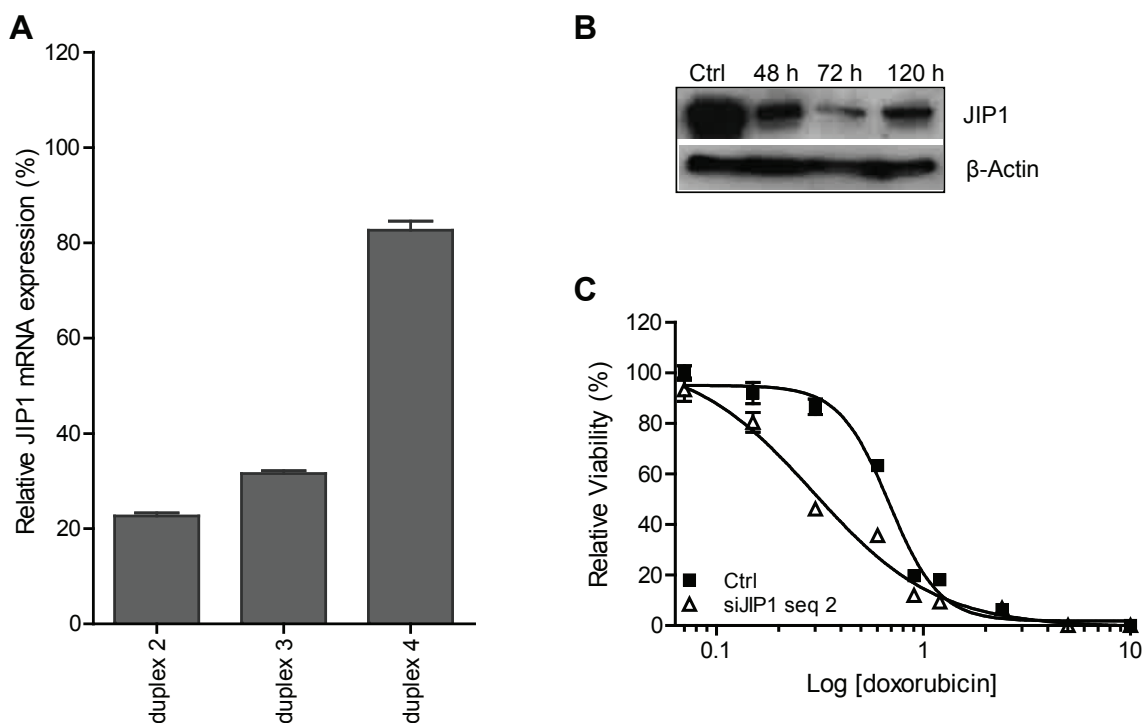 A
Relative JIP1 mRNA expression (%)
120
100
80
60
40
20
0
duplex 2
duplex 3
duplex 4
B
Ctrl 48 h 72 h 120 h
JIP1
β-Actin
C
Relative Viability (%)
120
100
80
60
40
20
0
Ctrl
siJIP1 seq 2
0.1 1 10
Log [doxorubicin]